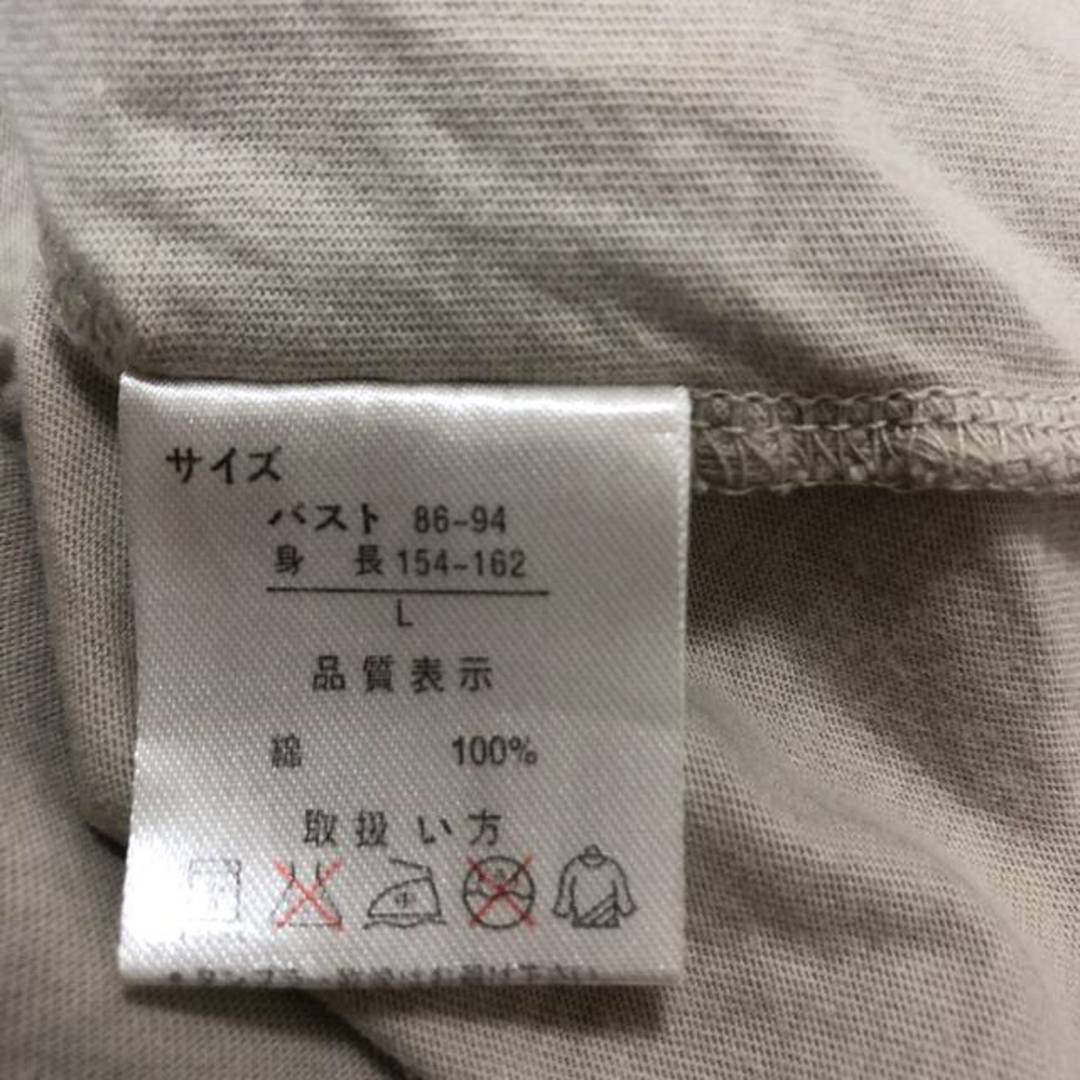 サイズ
バスト 86-94
身 長 154~162
L
品質表示
綿 100%
取扱い方